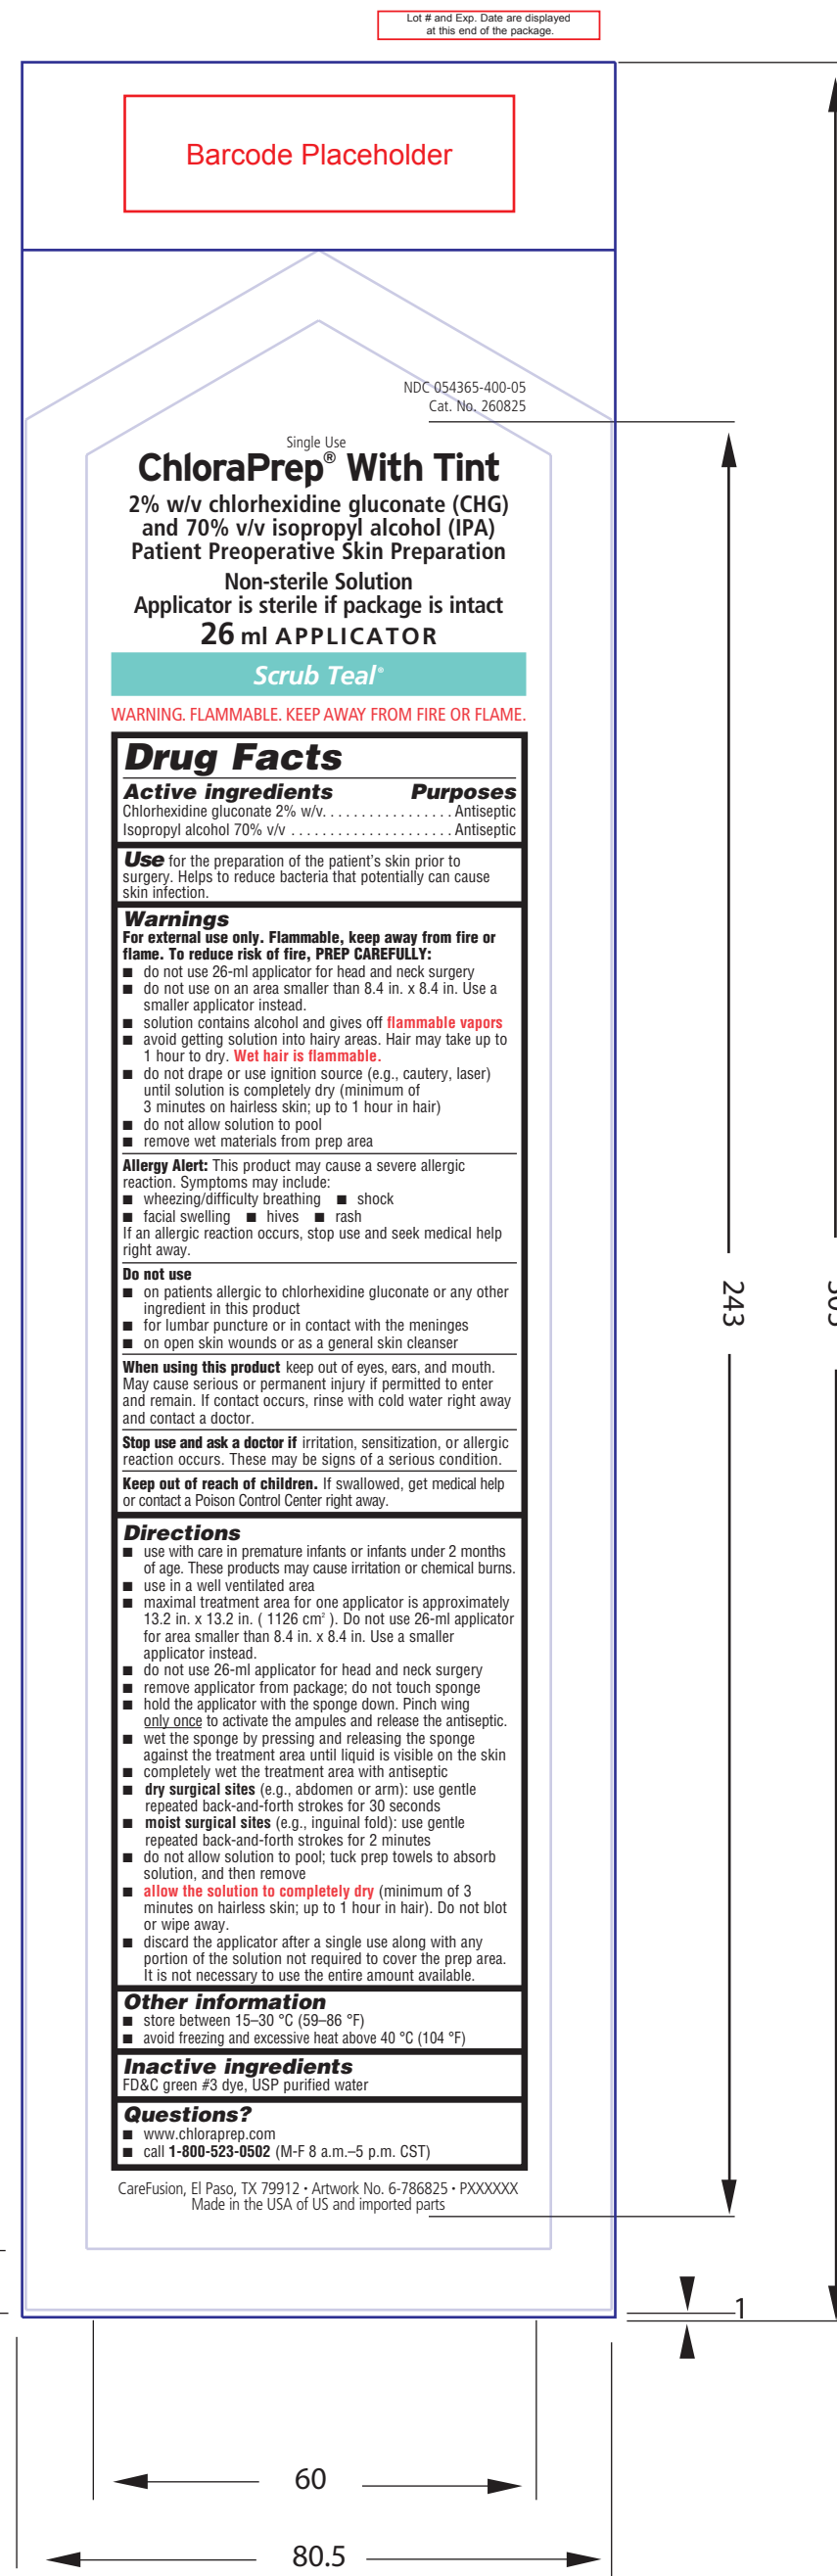 Lot # and Exp. Date are displayed
at this end of the package.
Barcode Placeholder
NDC 054365-400-05
Cat. No. 260825
Single Use
ChloraPrep® With Tint
2% w/v chlorhexidine gluconate (CHG)
and 70% v/v isopropyl alcohol (IPA)
Patient Preoperative Skin Preparation
Non-sterile Solution
Applicator is sterile if package is intact
26 ml APPLICATOR
Scrub Teal®
WARNING. FLAMMABLE. KEEP AWAY FROM FIRE OR FLAME.
Drug Facts
Active ingredients Purposes
Chlorhexidine gluconate 2% w/v. . . . . . . . . . . . . . . . . Antiseptic
Isopropyl alcohol 70% v/v . . . . . . . . . . . . . . . . . . . . . Antiseptic
Use for the preparation of the patient’s skin prior to
surgery. Helps to reduce bacteria that potentially can cause
skin infection.
Warnings
For external use only. Flammable, keep away from fire or
flame. To reduce risk of fire, PREP CAREFULLY:
■ do not use 26-ml applicator for head and neck surgery
■ do not use on an area smaller than 8.4 in. x 8.4 in. Use a
smaller applicator instead.
■ solution contains alcohol and gives off flammable vapors
■ avoid getting solution into hairy areas. Hair may take up to
1 hour to dry. Wet hair is flammable.
■ do not drape or use ignition source (e.g., cautery, laser)
until solution is completely dry (minimum of
3 minutes on hairless skin; up to 1 hour in hair)
■ do not allow solution to pool
■ remove wet materials from prep area
Allergy Alert: This product may cause a severe allergic
reaction. Symptoms may include:
■ wheezing/difficulty breathing ■ shock
■ facial swelling ■ hives ■ rash
If an allergic reaction occurs, stop use and seek medical help
right away.
Do not use
■ on patients allergic to chlorhexidine gluconate or any other
ingredient in this product
■ for lumbar puncture or in contact with the meninges
■ on open skin wounds or as a general skin cleanser
When using this product keep out of eyes, ears, and mouth.
May cause serious or permanent injury if permitted to enter
and remain. If contact occurs, rinse with cold water right away
and contact a doctor.
Stop use and ask a doctor if irritation, sensitization, or allergic
reaction occurs. These may be signs of a serious condition.
Keep out of reach of children. If swallowed, get medical help
or contact a Poison Control Center right away.
Directions
■ use with care in premature infants or infants under 2 months
of age. These products may cause irritation or chemical burns.
■ use in a well ventilated area
■ maximal treatment area for one applicator is approximately
13.2 in. x 13.2 in. ( 1126 cm² ). Do not use 26-ml applicator
for area smaller than 8.4 in. x 8.4 in. Use a smaller
applicator instead.
■ do not use 26-ml applicator for head and neck surgery
■ remove applicator from package; do not touch sponge
■ hold the applicator with the sponge down. Pinch wing
only once to activate the ampules and release the antiseptic.
■ wet the sponge by pressing and releasing the sponge
against the treatment area until liquid is visible on the skin
■ completely wet the treatment area with antiseptic
■ dry surgical sites (e.g., abdomen or arm): use gentle
repeated back-and-forth strokes for 30 seconds
■ moist surgical sites (e.g., inguinal fold): use gentle
repeated back-and-forth strokes for 2 minutes
■ do not allow solution to pool; tuck prep towels to absorb
solution, and then remove
■ allow the solution to completely dry (minimum of 3
minutes on hairless skin; up to 1 hour in hair). Do not blot
or wipe away.
■ discard the applicator after a single use along with any
portion of the solution not required to cover the prep area.
It is not necessary to use the entire amount available.
Other information
■ store between 15–30 °C (59–86 °F)
■ avoid freezing and excessive heat above 40 °C (104 °F)
Inactive ingredients
FD&C green #3 dye, USP purified water
Questions?
■ www.chloraprep.com
■ call 1-800-523-0502 (M-F 8 a.m.–5 p.m. CST)
CareFusion, El Paso, TX 79912 • Artwork No. 6-786825 • PXXXXXX
Made in the USA of US and imported parts
243
1
60
80.5